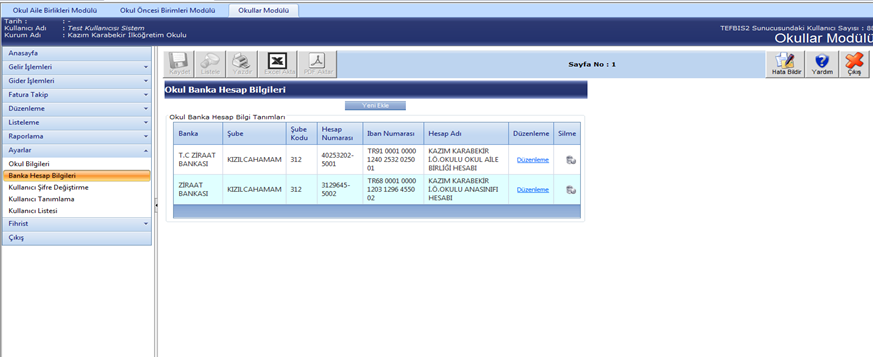 Okul Aile Birlikleri Modülü Okul Öncesi Birimleri Modülü Okullar Modülü
Tarih : : -
Kullanıcı Adı : Test Kullanıcısı Sistem
Kurum Adı : Kazım Karabekir İlköğretim Okulu
TEFBIS2 Sunucusundaki Kullanıcı Sayısı : 88
Okullar Modülü
Anasayfa
Gelir İşlemleri
Gider İşlemleri
Fatura Takip
Düzenleme
Listeleme
Raporlama
Ayarlar
Okul Bilgileri
Banka Hesap Bilgileri
Kullanıcı Şifre Değiştirme
Kullanıcı Tanımlama
Kullanıcı Listesi
Fihrist
Çıkış
Kaydet Listele Yazdır Excel Aktar PDF Aktar
Sayfa No : 1
Hata Bildir Yardım Çıkış
Okul Banka Hesap Bilgileri
Yeni Ekle
Okul Banka Hesap Bilgi Tanımları
Banka Şube Şube Kodu Hesap Numarası Iban Numarası Hesap Adı Düzenleme Silme
T.C ZIRAAT BANKASI KIZILCAHAMAM 312 40253202-5001 TR91 0001 0000 1240 2532 0250 01 KAZIM KARABEKİR İ.Ö.OKULU OKUL AİLE BİRLİĞİ HESABI Düzenleme
ZIRAAT BANKASI KIZILCAHAMAM 312 3129645-5002 TR68 0001 0000 1203 1296 4550 02 KAZIM KARABEKİR İ.Ö.OKULU ANASINIFI HESABI Düzenleme